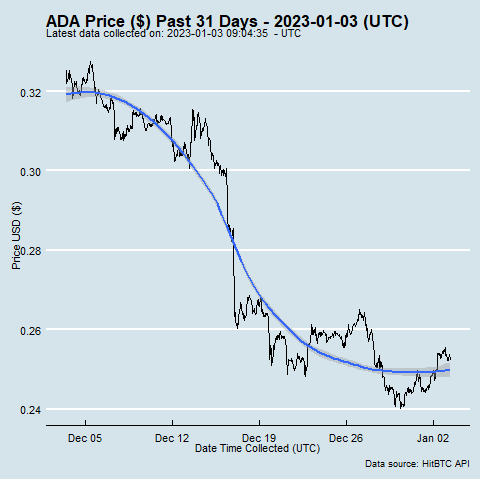 ADA Price ($) Past 31 Days - 2023-01-03 (UTC)
Latest data collected on: 2023-01-03 09:04:35 - UTC
0.32
0.30
0.28
0.26
0.24
Price USD ($)
Dec 05 Dec 12 Dec 19 Dec 26 Jan 02
Date Time Collected (UTC)
Data source: HitBTC API